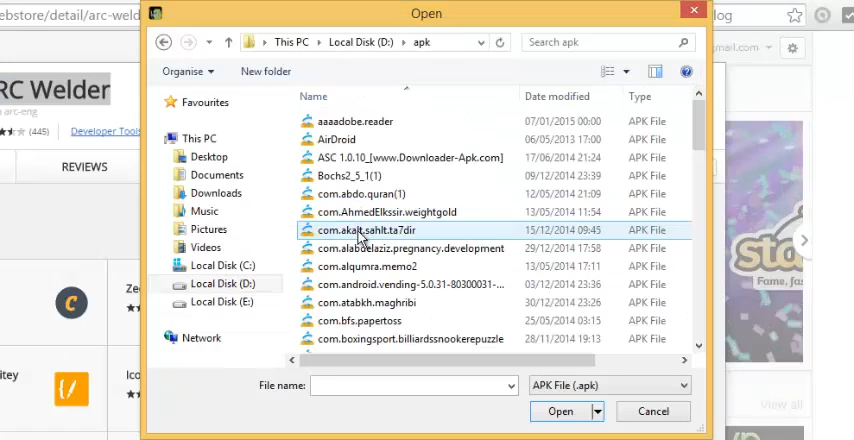 Open
ebstore/detail/arc-welder
log
This PC
Local Disk (D:)
apk
Search apk
gmail.com
Organise
New folder
RC Welder
arc-eng
(445)
Developer Tools
REVIEWS
Favourites
This PC
Desktop
Documents
Downloads
Music
Pictures
Videos
Local Disk (C:)
Local Disk (D:)
Local Disk (E:)
Network
Name Date modified Type
aaaadobe.reader 07/01/2015 00:00 APK File
AirDroid 06/05/2013 17:00 APK File
ASC 1.0.10_[www.Downloader-Apk.com] 17/06/2014 21:24 APK File
Bochs2_5_1(1) 09/12/2014 23:39 APK File
com.abdo.quran(1) 12/05/2014 21:09 APK File
com.AhmedElkssir.weightgold 13/05/2014 11:54 APK File
com.akalt.sahlt.ta7dir 15/12/2014 09:45 APK File
com.alabdelaziz.pregnancy.development 29/12/2014 17:58 APK File
com.alqumra.memo2 13/05/2014 17:11 APK File
com.android.vending-5.0.31-80300031-... 03/12/2014 23:36 APK File
com.atabkh.maghribi 30/12/2014 23:26 APK File
com.bfs.papertoss 25/05/2014 03:15 APK File
com.boxingsport.billiardssnookerepuzzle 28/11/2014 19:13 APK File
File name:
APK File (.apk)
Open
Cancel
Ze
itey
Ico
Sta
Fame, fas
View all